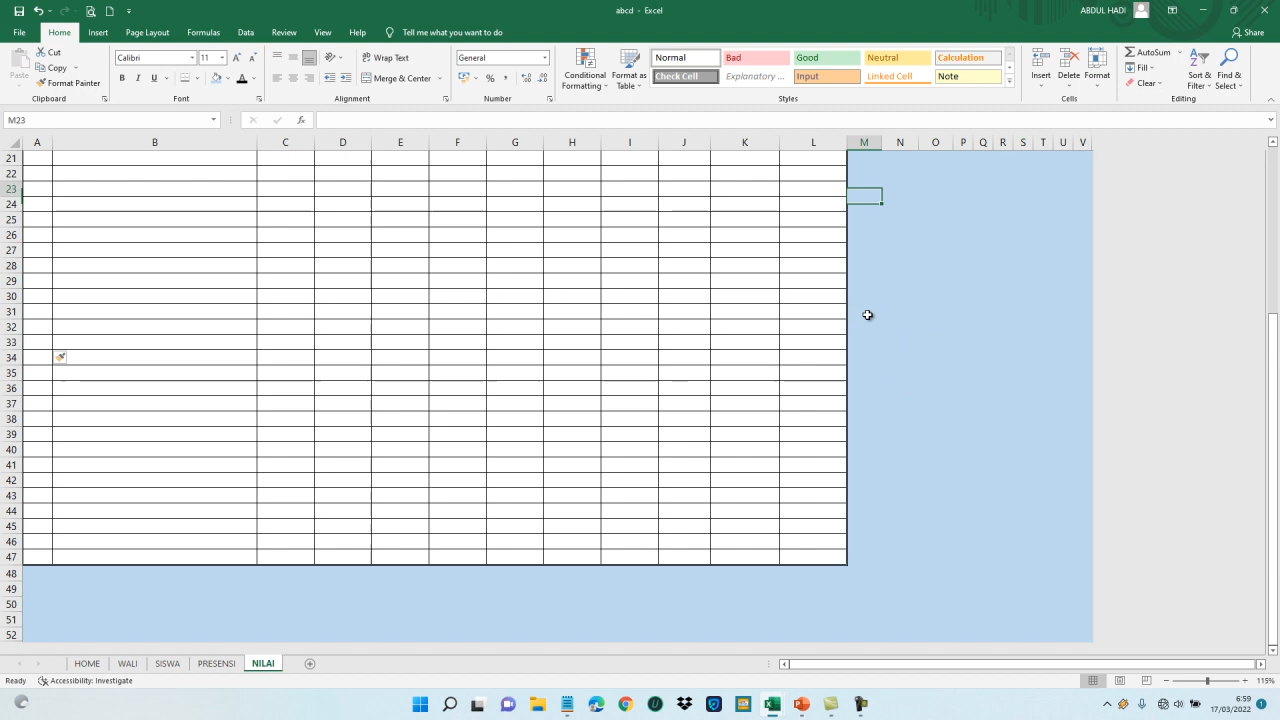 abcd - Excel
ABDUL HADI
File Home Insert Page Layout Formulas Data Review View Help Tell me what you want to do
Share
Paste
Cut
Copy
Format Painter
Clipboard
Calibri 11
B I U
Font
Wrap Text
Merge & Center
Alignment
General
%
Number
Conditional Formatting
Format as Table
Normal Bad Good Neutral Calculation
Check Cell Explanatory ... Input Linked Cell Note
Styles
Insert Delete Format
Cells
AutoSum
Fill
Clear
Sort & Filter
Find & Select
Editing
M23
fx
A B C D E F G H I J K L M N O P Q R S T U V
21
22
23
24
25
26
27
28
29
30
31
32
33
34
35
36
37
38
39
40
41
42
43
44
45
46
47
48
49
50
51
52
HOME WALI SISWA PRESENSI NILAI
Ready Accessibility: Investigate
115%
6:59
17/03/2022